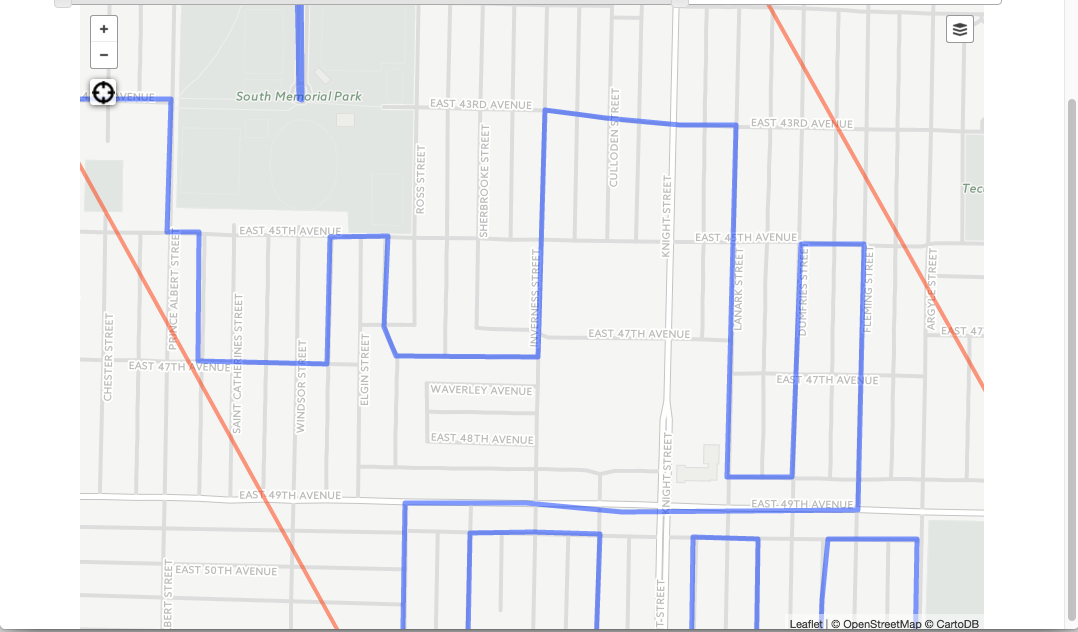 +
−
4
AVENUE
South Memorial Park
EAST 43RD AVENUE
EAST 43RD AVENUE
CULLODEN STREET
ROSS STREET
SHERBROOKE STREET
KNIGHT STREET
Tec
EAST 45TH AVENUE
EAST 45TH AVENUE
PRINCE ALBERT STREET
INVERNESS STREET
LANARK STREET
DUMFRIES STREET
FLEMING STREET
ARGYLE STREET
CHESTER STREET
SAINT CATHERINES STREET
WINDSOR STREET
ELGIN STREET
EAST 47TH AVENUE
EAST 47
EAST 47TH AVENUE
EAST 47TH AVENUE
WAVERLEY AVENUE
EAST 48TH AVENUE
KNIGHT STREET
EAST 49TH AVENUE
EAST 49TH AVENUE
EAST 50TH AVENUE
BERT STREET
T-STREET
Leaflet | © OpenStreetMap © CartoDB